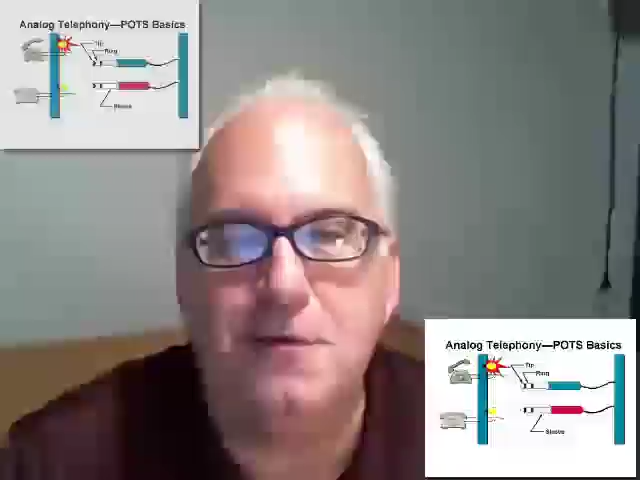 Analog Telephony—POTS Basics
Tip
Ring
Sleeve
Analog Telephony—POTS Basics
Tip
Ring
Sleeve